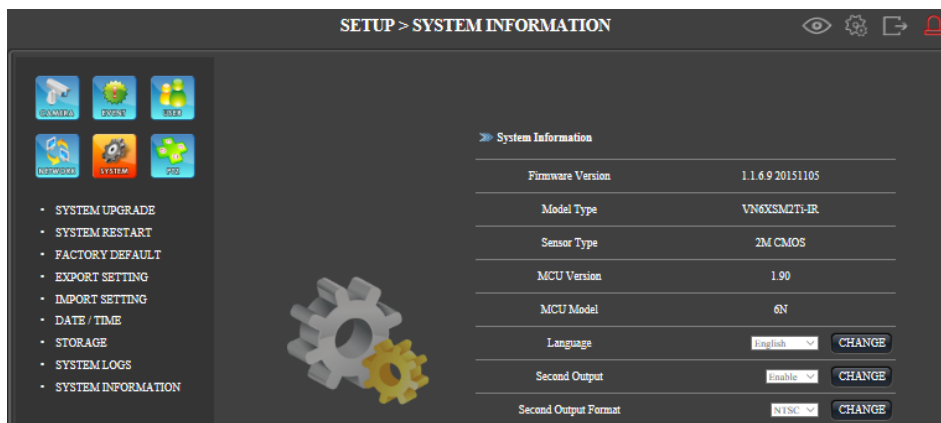 SETUP > SYSTEM INFORMATION
CAMERA
EVENT
USER
NETWORK
SYSTEM
PTZ
- SYSTEM UPGRADE
- SYSTEM RESTART
- FACTORY DEFAULT
- EXPORT SETTING
- IMPORT SETTING
- DATE / TIME
- STORAGE
- SYSTEM LOGS
- SYSTEM INFORMATION
System Information
Firmware Version 1.1.6.9 20151105
Model Type VN6XSM2Ti-IR
Sensor Type 2M CMOS
MCU Version 1.90
MCU Model 6N
Language English CHANGE
Second Output Enable CHANGE
Second Output Format NTSC CHANGE